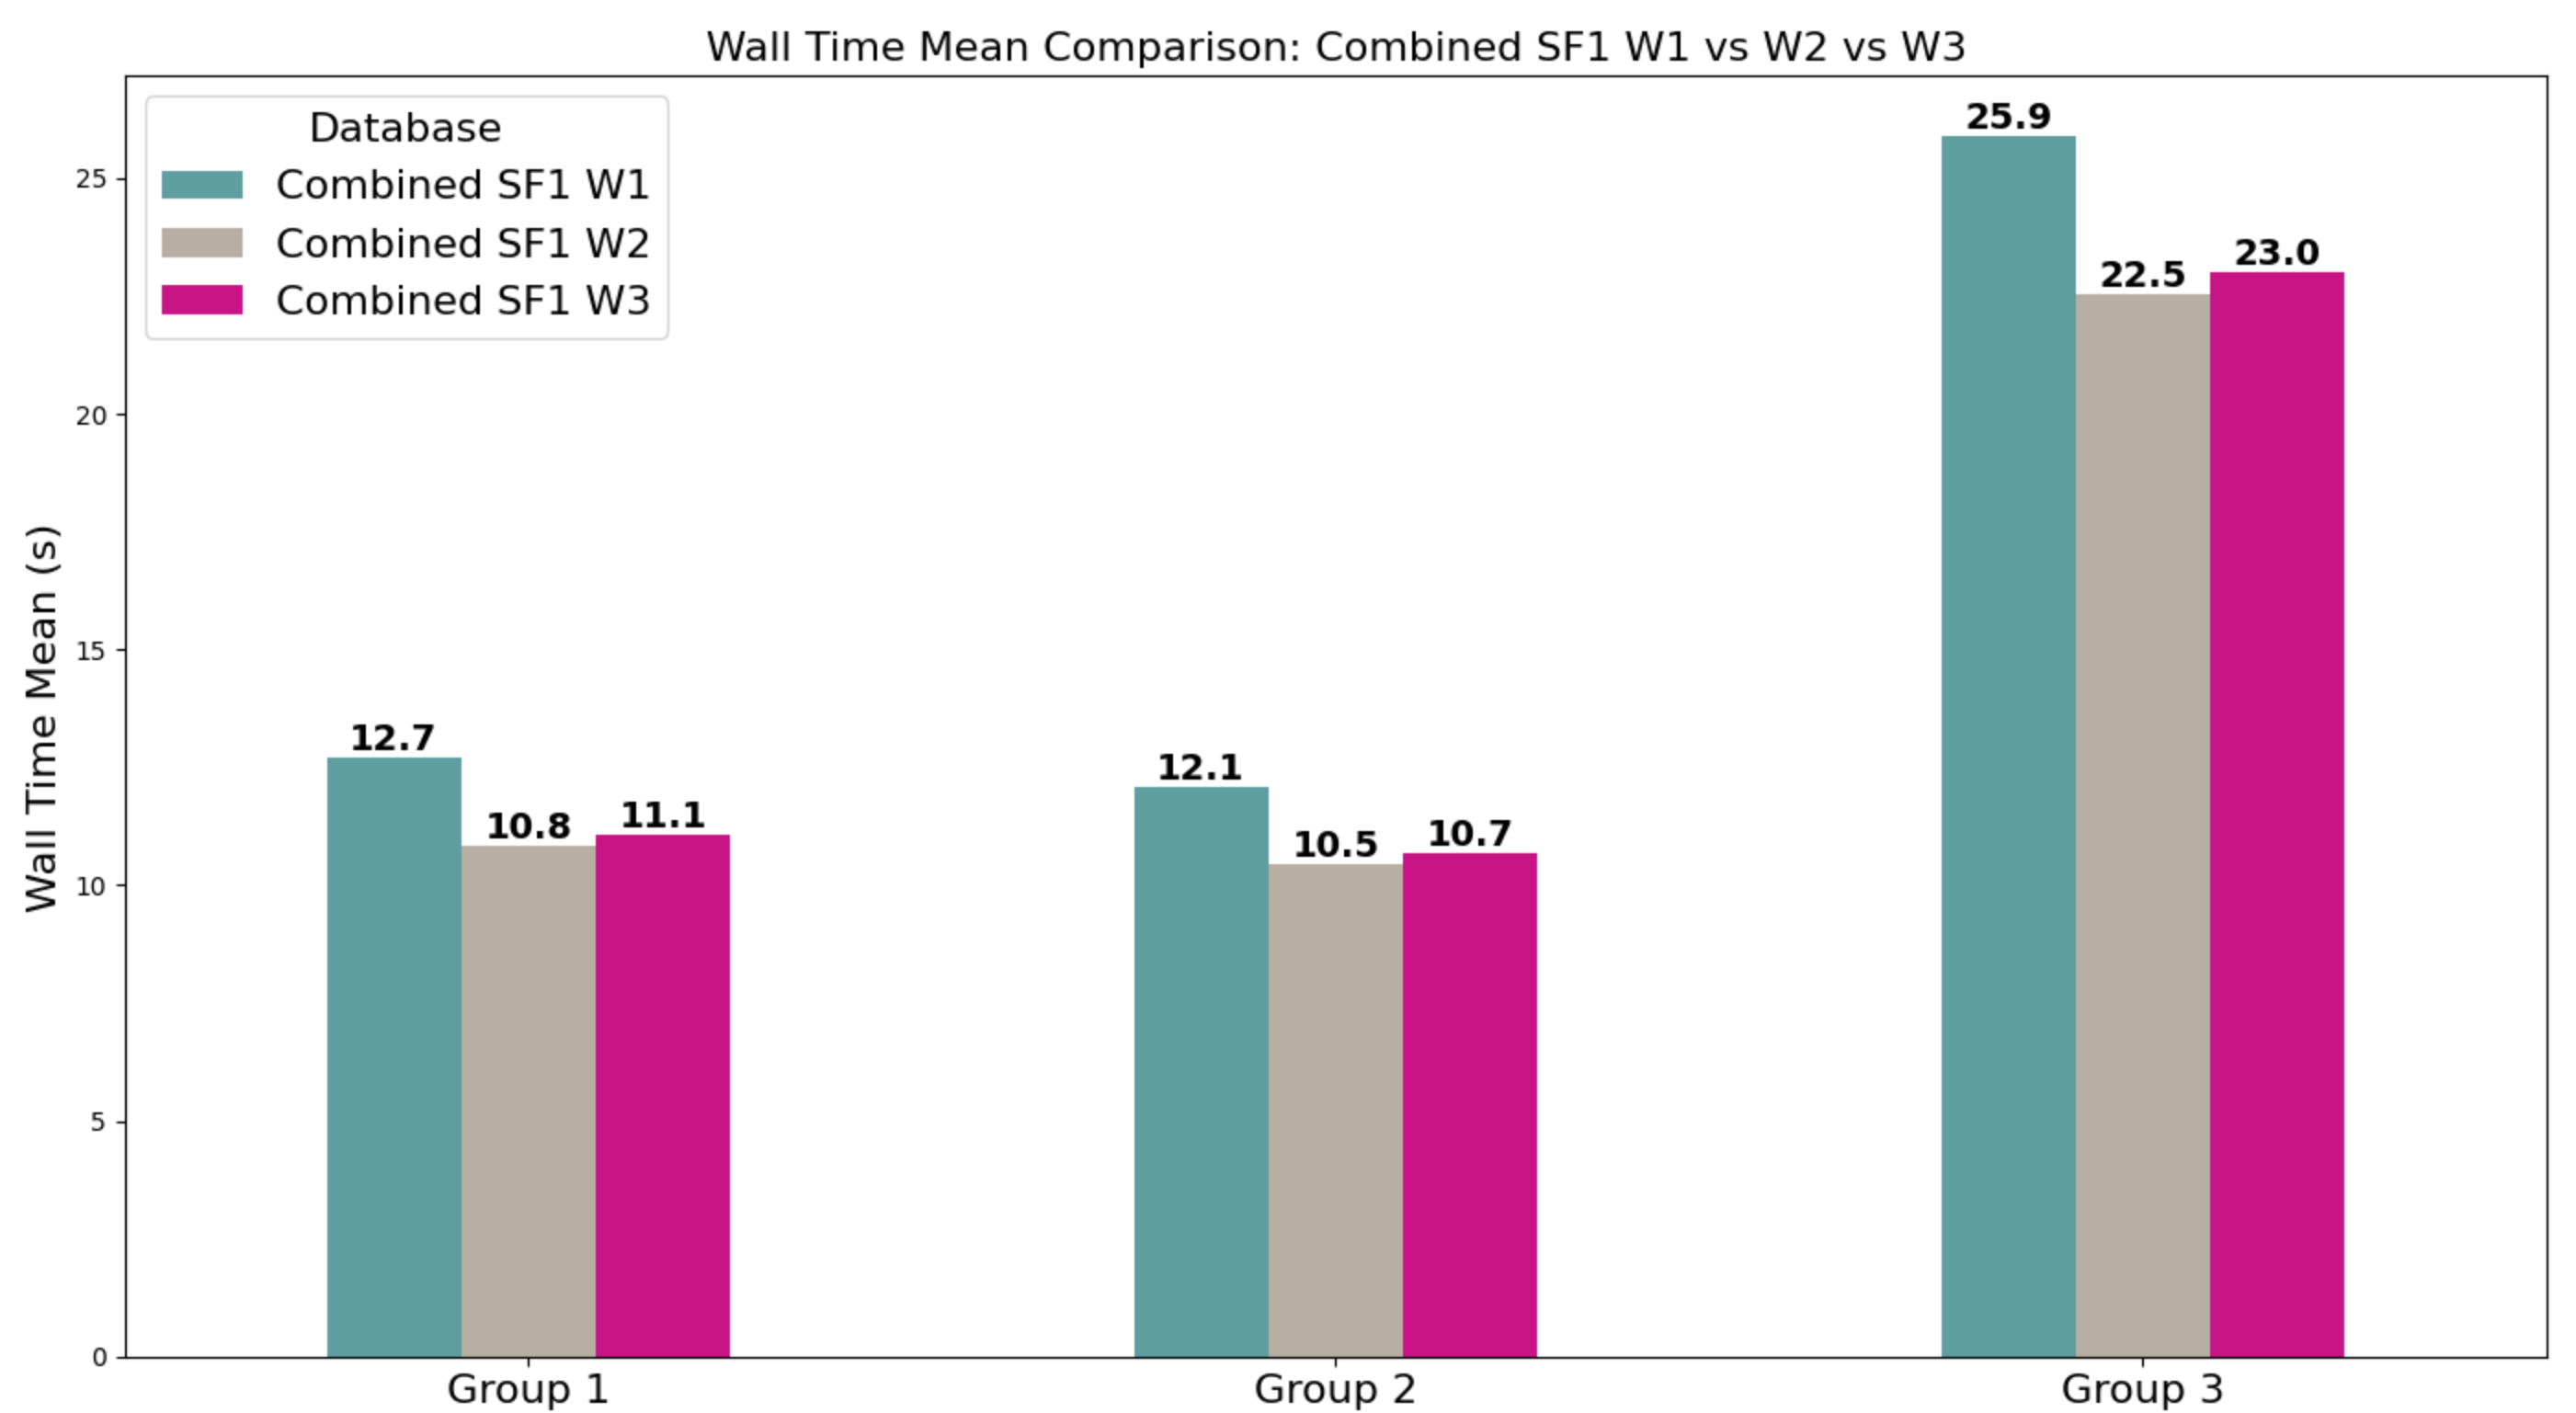 Wall Time Mean Comparison: Combined SF1 W1 vs W2 vs W3
Database
Combined SF1 W1
Combined SF1 W2
Combined SF1 W3
Wall Time Mean (s)
25
20
15
10
5
0
12.7
10.8
11.1
12.1
10.5
10.7
25.9
22.5
23.0
Group 1
Group 2
Group 3